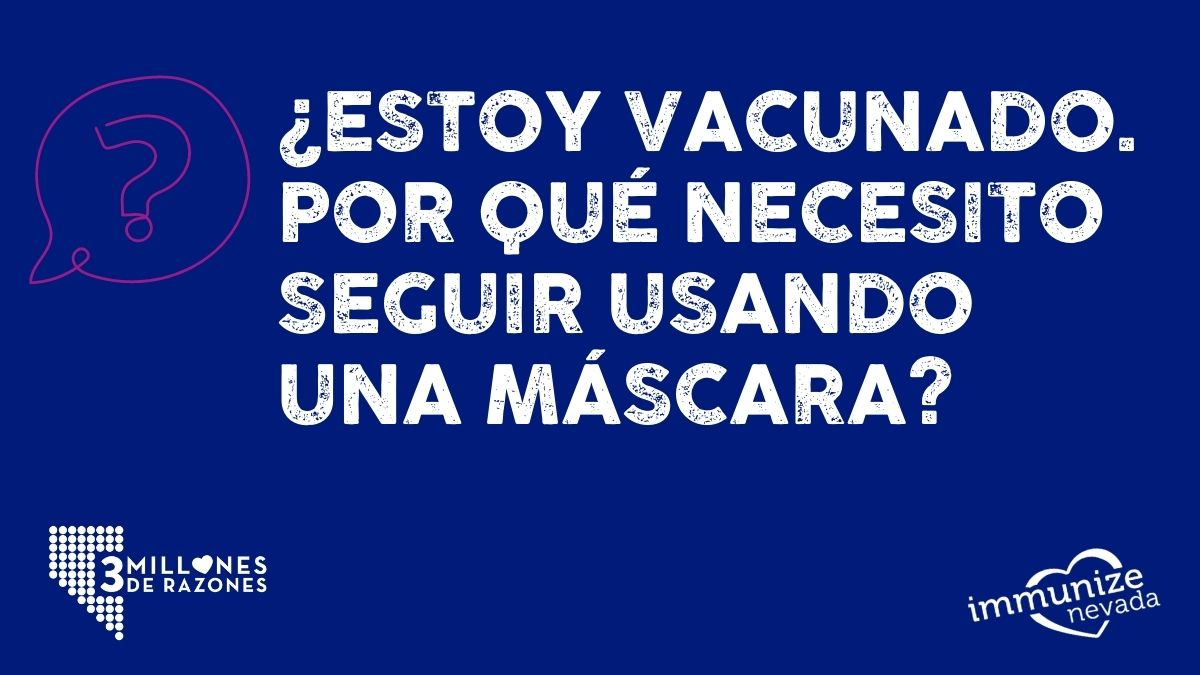 ¿ESTOY VACUNADO.
POR QUÉ NECESITO
SEGUIR USANDO
UNA MÁSCARA?
3 MILLONES
DE RAZONES
immunize
nevada